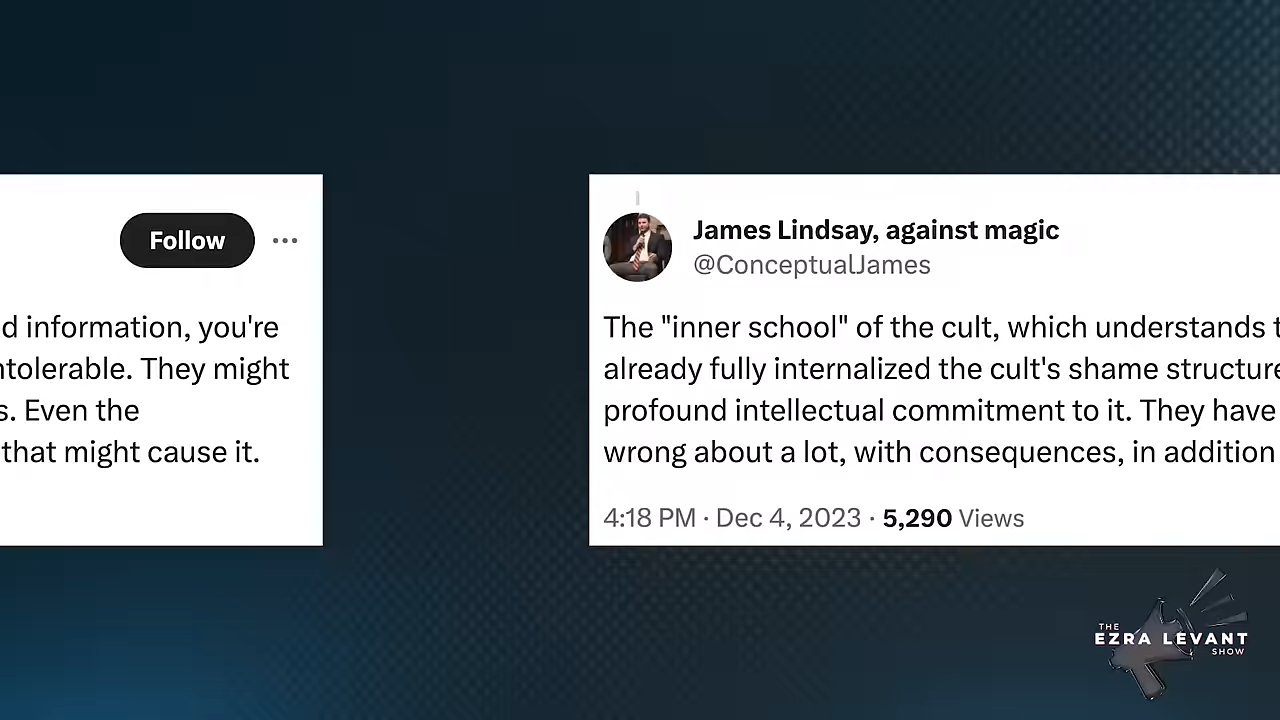 Follow
d information, you're
ntolerable. They might
s. Even the
that might cause it.
James Lindsay, against magic
@ConceptualJames
The "inner school" of the cult, which understands t
already fully internalized the cult's shame structure
profound intellectual commitment to it. They have
wrong about a lot, with consequences, in addition
4:18 PM · Dec 4, 2023 · 5,290 Views
THE
EZRA LEVANT
SHOW